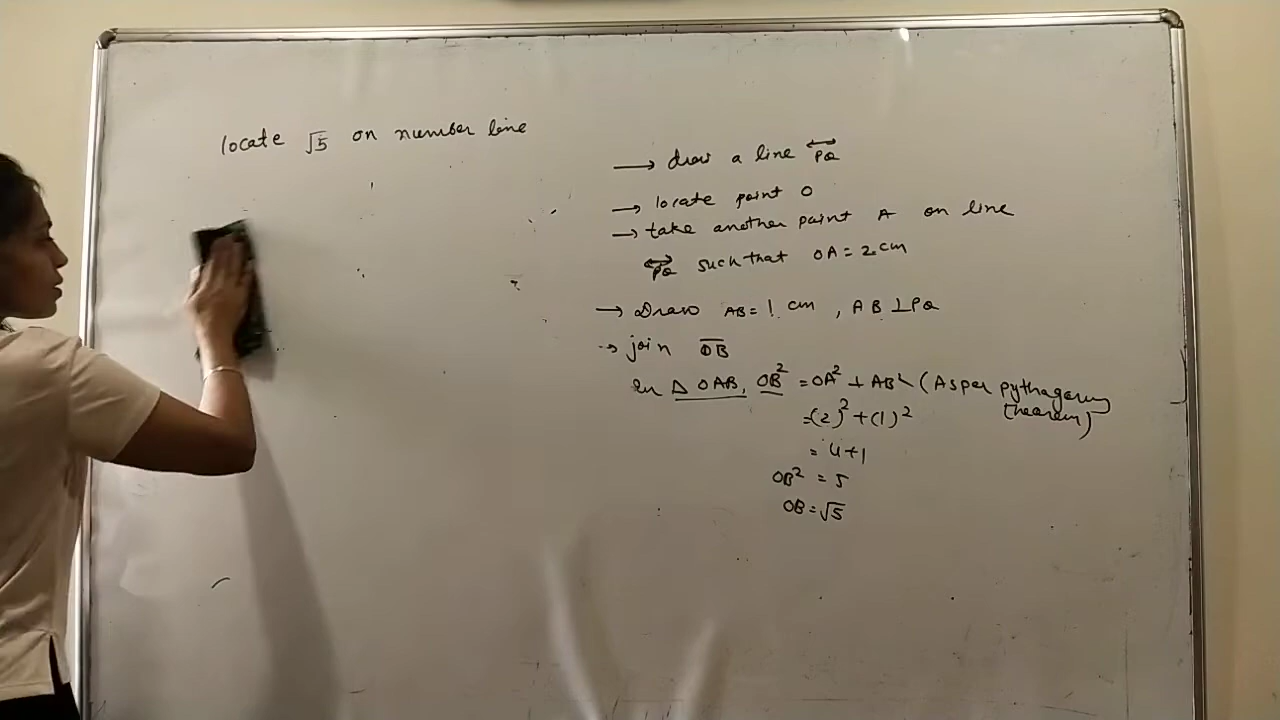 locate √5 on number line
→ draw a line PQ
→ locate point O
→ take another point A on line
PQ such that OA = 2 cm
→ Draw AB = 1 cm , AB ⊥ PQ
→ join OB
In △ OAB, OB² = OA² + AB² (As per pythagorus theorem)
= (2)² + (1)²
= 4+1
OB² = 5
OB = √5